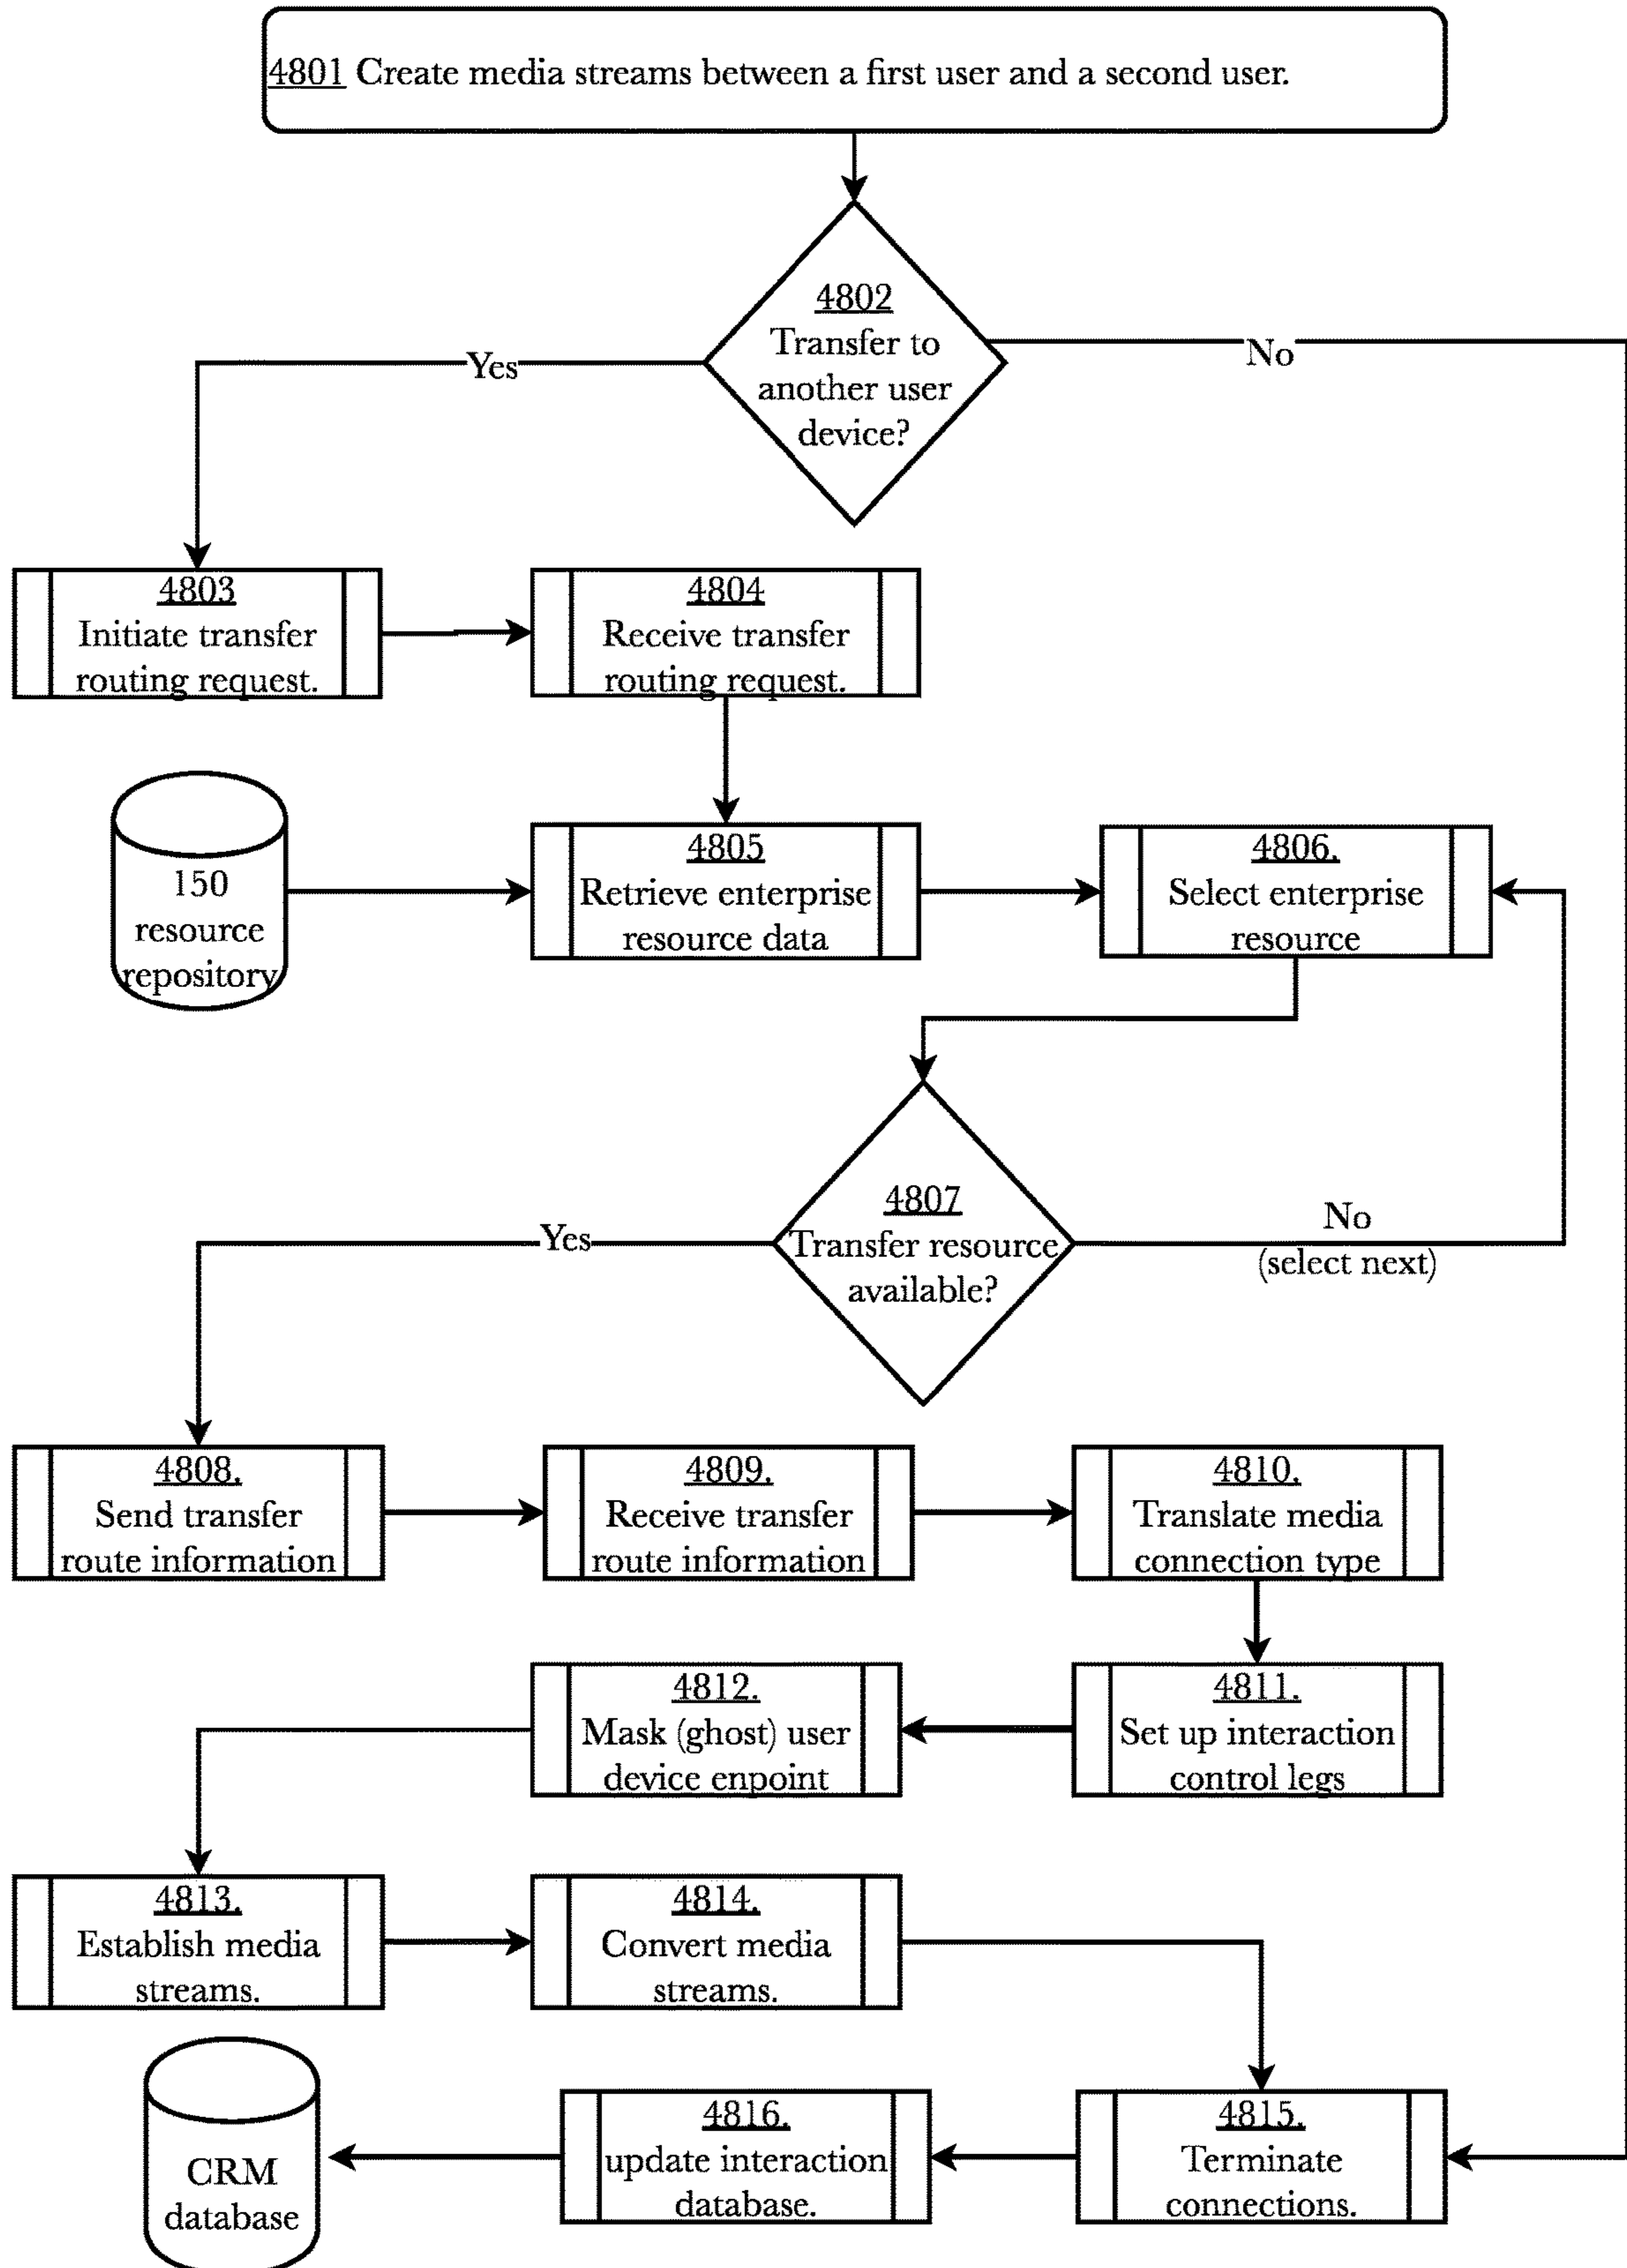 4801 Create media streams between a first user and a second user.
4802
Transfer to
another user
device?
Yes
No
4803
Initiate transfer
routing request.
4804
Receive transfer
routing request.
150
resource
repository
4805
Retrieve enterprise
resource data
4806.
Select enterprise
resource
4807
Transfer resource
available?
Yes
No
(select next)
4808.
Send transfer
route information
4809.
Receive transfer
route information
4810.
Translate media
connection type
4812.
Mask (ghost) user
device enpoint
4811.
Set up interaction
control legs
4813.
Establish media
streams.
4814.
Convert media
streams.
CRM
database
4816.
update interaction
database.
4815.
Terminate
connections.